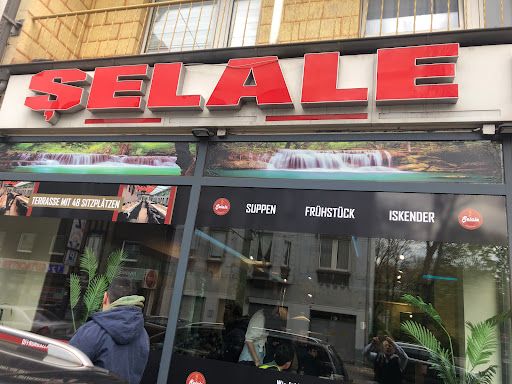 ŞELALE
TERRASSE MIT 48 SITZPLÄTZEN
SUPPEN FRÜHSTÜCK ISKENDER